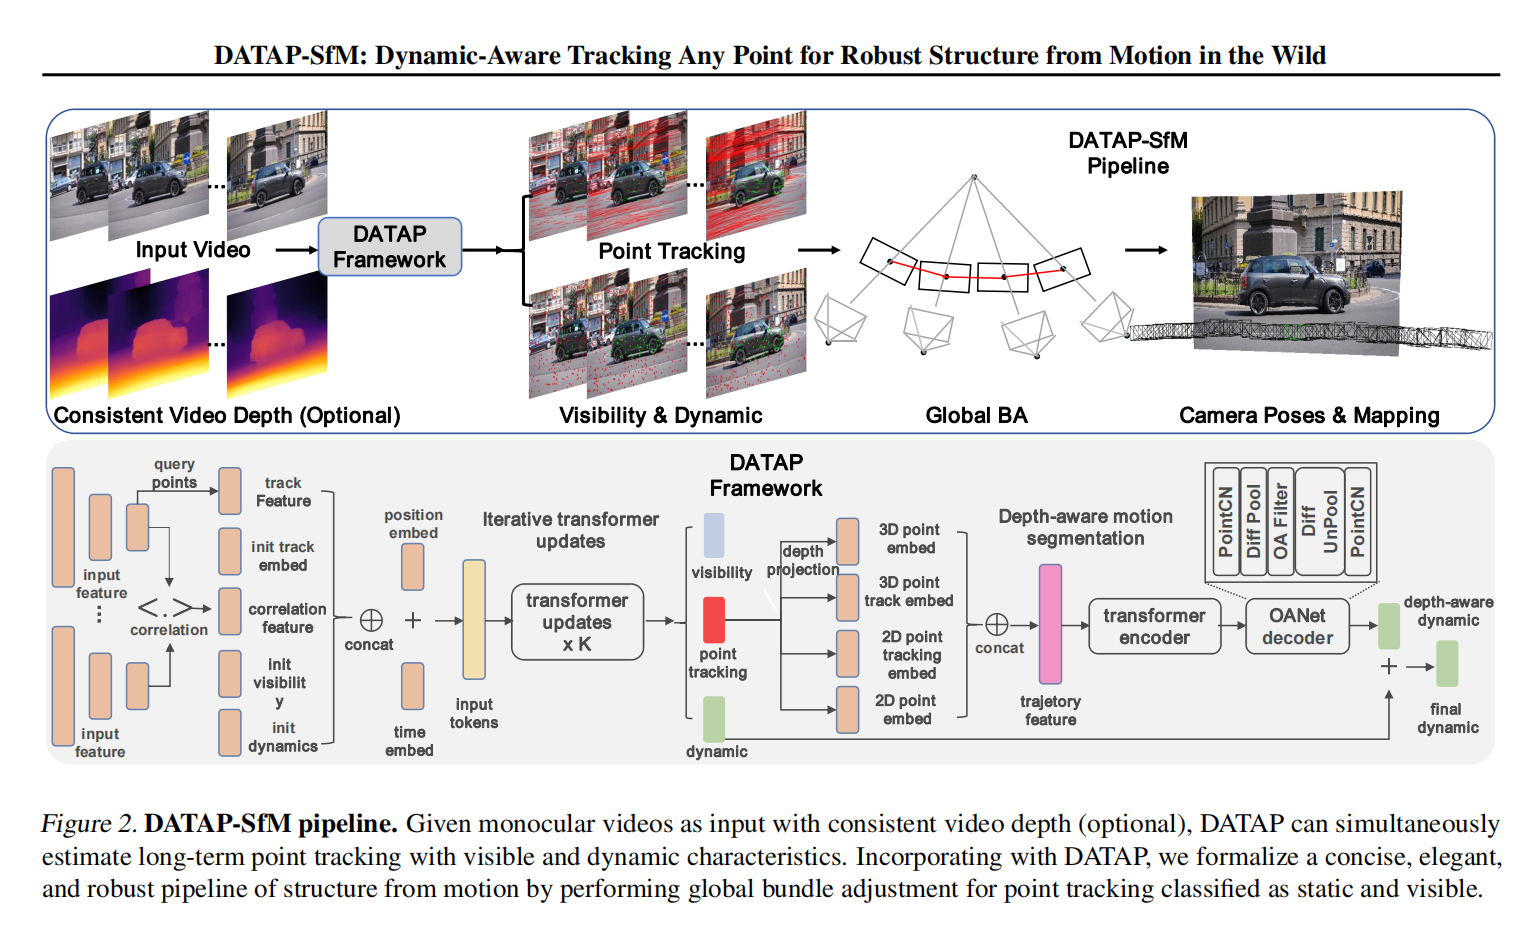 DATAP-SfM: Dynamic-Aware Tracking Any Point for Robust Structure from Motion in the Wild
DATAP-SfM
Pipeline
Input Video
DATAP
Framework
Point Tracking
Consistent Video Depth (Optional)
Visibility & Dynamic
Global BA
Camera Poses & Mapping
DATAP
Framework
query
points
input
feature
<.>
correlation
input
feature
track
Feature
init track
embed
correlation
feature
init
visibilit
y
init
dynamics
concat
position
embed
+
time
embed
input
tokens
Iterative transformer
updates
transformer
updates
x K
visibility
point
tracking
dynamic
depth
projection
3D point
embed
3D point
track embed
2D point
tracking
embed
2D point
embed
concat
Depth-aware motion
segmentation
trajetory
feature
transformer
encoder
PointCN
Diff Pool
OA Filter
Diff
UnPool
PointCN
OANet
decoder
depth-aware
dynamic
+
final
dynamic
Figure 2. DATAP-SfM pipeline. Given monocular videos as input with consistent video depth (optional), DATAP can simultaneously
estimate long-term point tracking with visible and dynamic characteristics. Incorporating with DATAP, we formalize a concise, elegant,
and robust pipeline of structure from motion by performing global bundle adjustment for point tracking classified as static and visible.